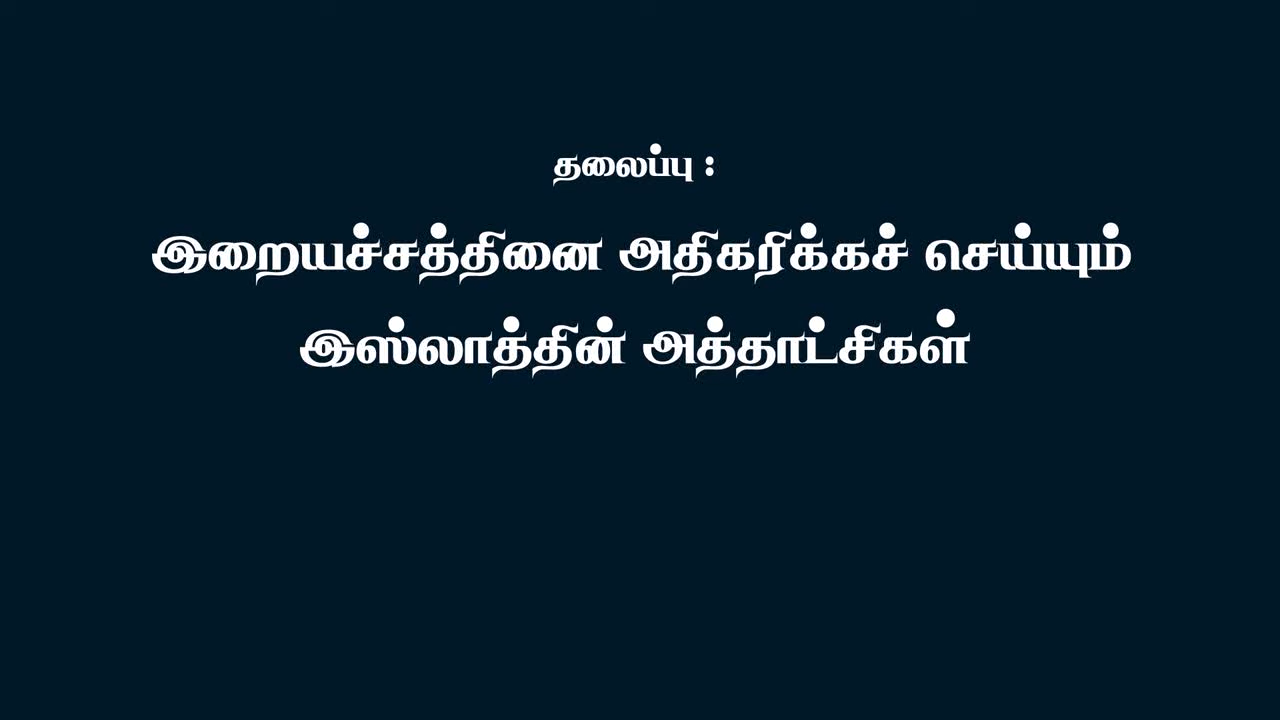 தலைப்பு :
இறையச்சத்தினை அதிகரிக்கச் செய்யும்
இஸ்லாத்தின் அத்தாட்சிகள்